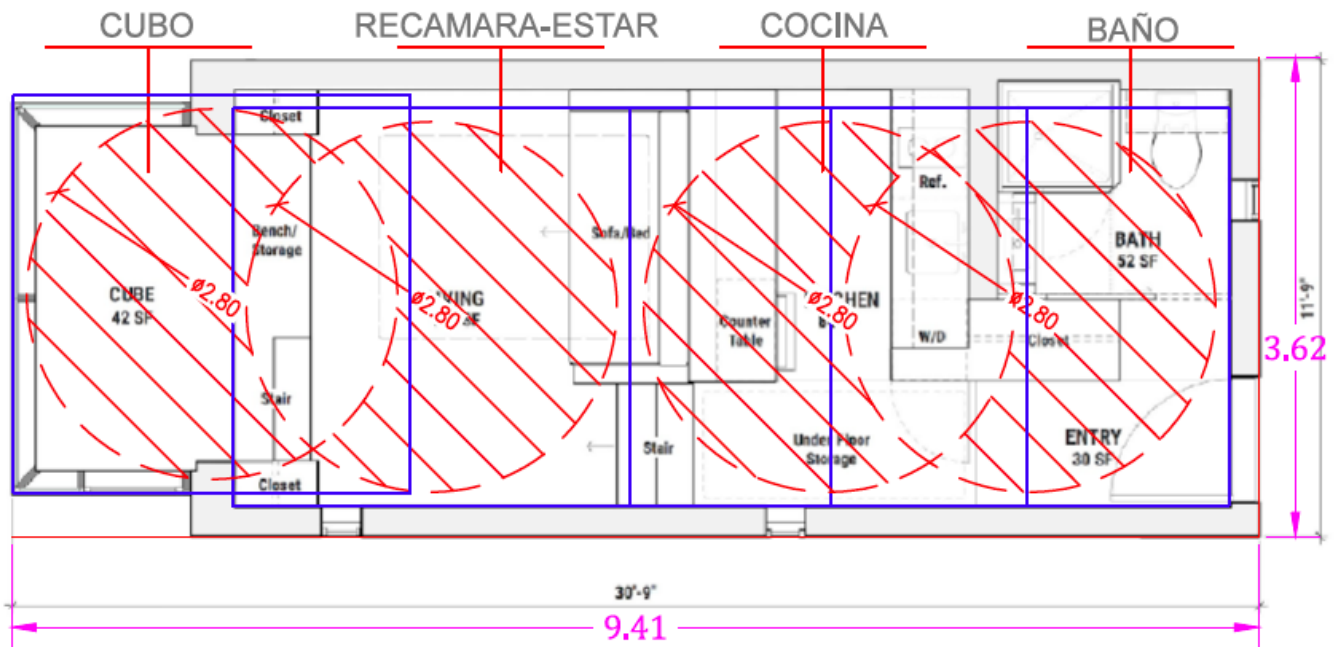 CUBO
RECAMARA-ESTAR
COCINA
BAÑO
Closet
Ref.
Bench/
Storage
Sofa/Bed
BATH
52 SF
CUBE
42 SF
ø2.80
ø2.80
ø2.80
ø2.80
11'-9"
Counter
Table
W/D
Closet
3.62
Stair
Stair
Under Floor
Storage
ENTRY
30 SF
Closet
30'-9"
9.41